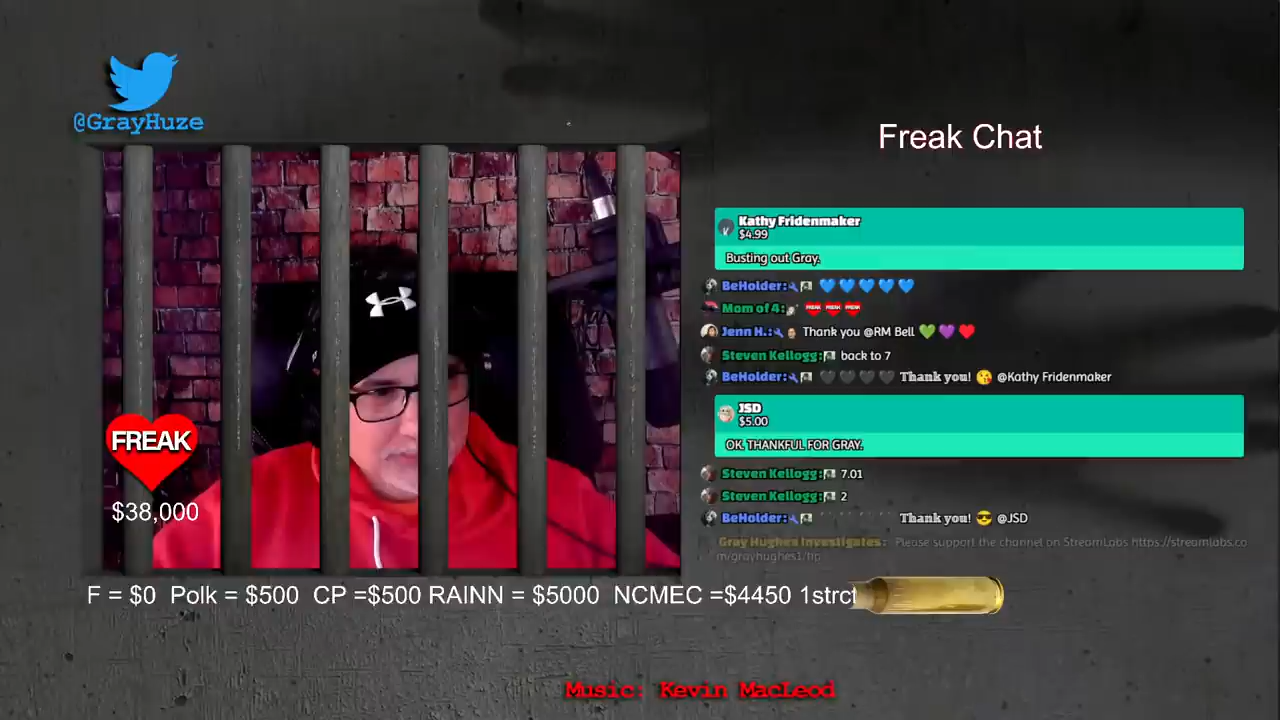 @GrayHuze
Freak Chat
Kathy Fridenmaker
$4.99
Busting out Gray.
BeHolder:
Mom of 4: FREAK FREAK FREAK
Jenn H.: Thank you @RM Bell
Steven Kellogg: back to 7
BeHolder: Thank you! @Kathy Fridenmaker
JSD
$5.00
OK. THANKFUL FOR GRAY.
Steven Kellogg: 7.01
Steven Kellogg: 2
BeHolder: Thank you! @JSD
Gray Hughes Investigates: Please support the channel on StreamLabs https://streamlabs.co
m/grayhughes1/tip
FREAK
$38,000
F = $0 Polk = $500 CP =$500 RAINN = $5000 NCMEC =$4450 1strct
Music: Kevin MacLeod